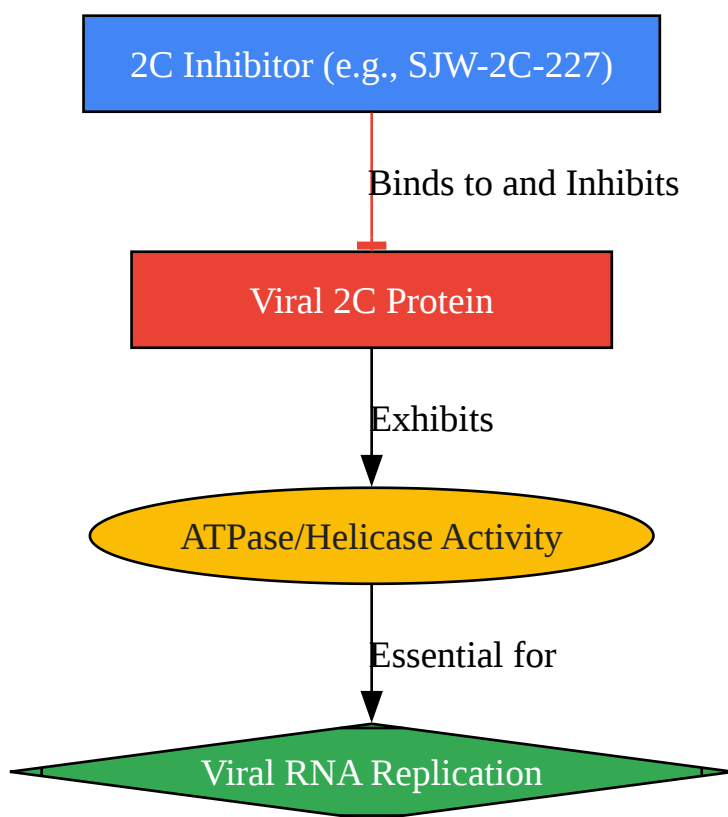 2C Inhibitor (e.g., SJW-2C-227)
Binds to and Inhibits
Viral 2C Protein
Exhibits
ATPase/Helicase Activity
Essential for
Viral RNA Replication